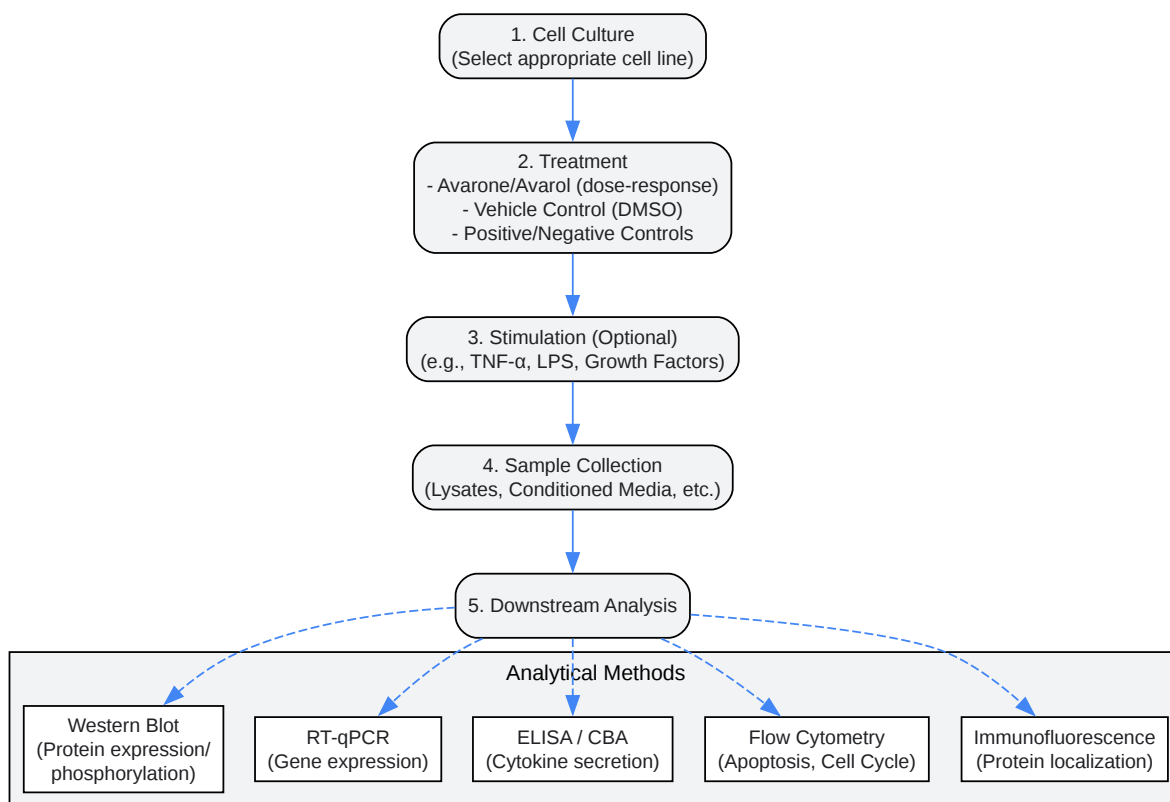 1. Cell Culture
(Select appropriate cell line)
2. Treatment
- Avarone/Avarol (dose-response)
- Vehicle Control (DMSO)
- Positive/Negative Controls
3. Stimulation (Optional)
(e.g., TNF-α, LPS, Growth Factors)
4. Sample Collection
(Lysates, Conditioned Media, etc.)
5. Downstream Analysis
Analytical Methods
Western Blot
(Protein expression/
phosphorylation)
RT-qPCR
(Gene expression)
ELISA / CBA
(Cytokine secretion)
Flow Cytometry
(Apoptosis, Cell Cycle)
Immunofluorescence
(Protein localization)